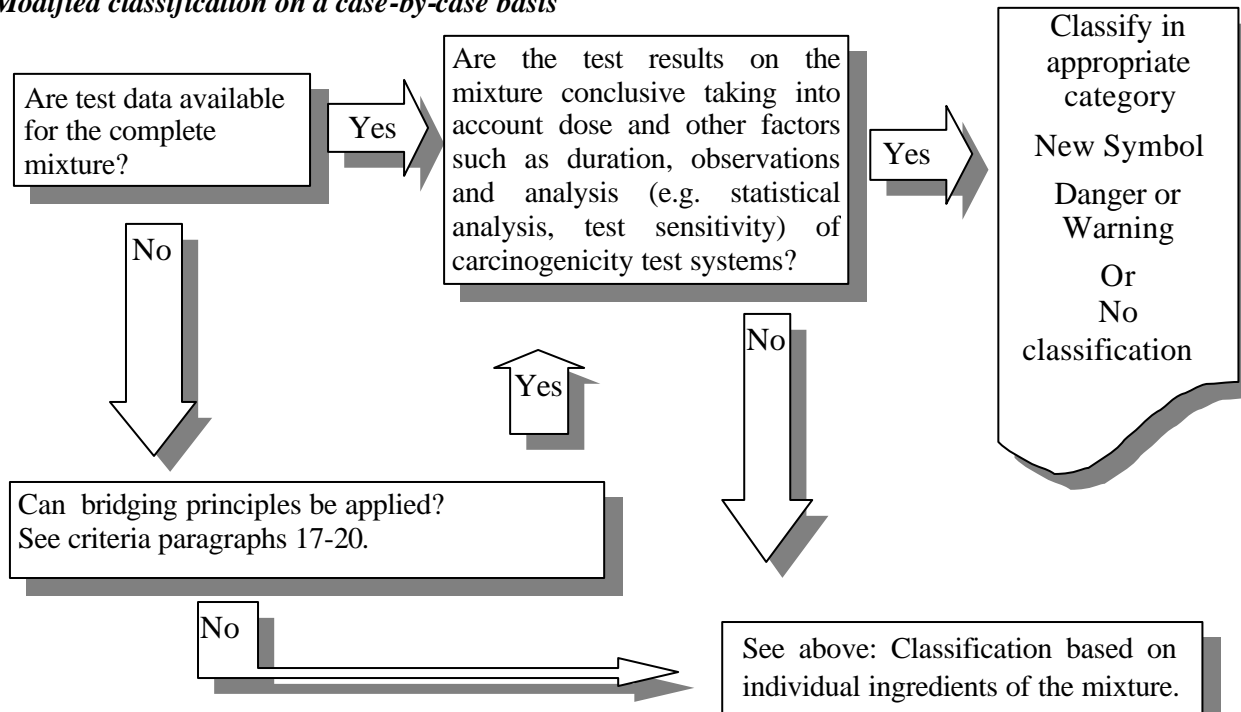 Modified classification on a case-by-case basis
Are test data available
for the complete
mixture?
Yes
Are the test results on the
mixture conclusive taking into
account dose and other factors
such as duration, observations
and analysis (e.g. statistical
analysis, test sensitivity) of
carcinogenicity test systems?
Yes
Classify in
appropriate
category
New Symbol
Danger or
Warning
Or
No
classification
No
No
Yes
Can bridging principles be applied?
See criteria paragraphs 17-20.
No
See above: Classification based on
individual ingredients of the mixture.